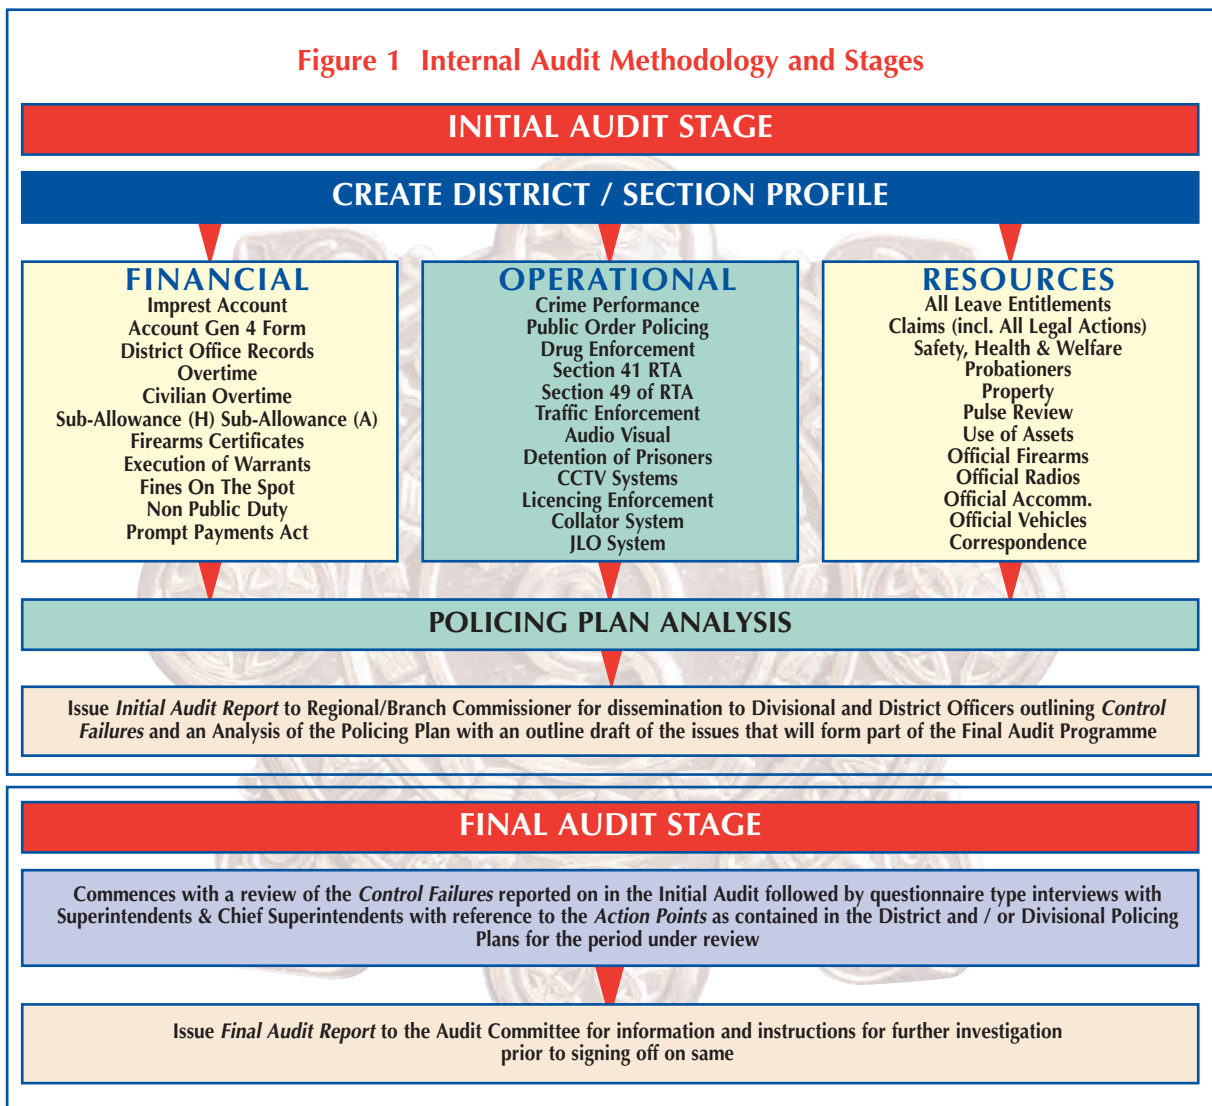 Figure 1 Internal Audit Methodology and Stages
INITIAL AUDIT STAGE
CREATE DISTRICT / SECTION PROFILE
FINANCIAL
Imprest Account
Account Gen 4 Form
District Office Records
Overtime
Civilian Overtime
Sub-Allowance (H) Sub-Allowance (A)
Firearms Certificates
Execution of Warrants
Fines On The Spot
Non Public Duty
Prompt Payments Act
OPERATIONAL
Crime Performance
Public Order Policing
Drug Enforcement
Section 41 RTA
Section 49 of RTA
Traffic Enforcement
Audio Visual
Detention of Prisoners
CCTV Systems
Licencing Enforcement
Collator System
JLO System
RESOURCES
All Leave Entitlements
Claims (incl. All Legal Actions)
Safety, Health & Welfare
Probationers
Property
Pulse Review
Use of Assets
Official Firearms
Official Radios
Official Accomm.
Official Vehicles
Correspondence
POLICING PLAN ANALYSIS
Issue Initial Audit Report to Regional/Branch Commissioner for dissemination to Divisional and District Officers outlining Control
Failures and an Analysis of the Policing Plan with an outline draft of the issues that will form part of the Final Audit Programme
FINAL AUDIT STAGE
Commences with a review of the Control Failures reported on in the Initial Audit followed by questionnaire type interviews with
Superintendents & Chief Superintendents with reference to the Action Points as contained in the District and / or Divisional Policing
Plans for the period under review
Issue Final Audit Report to the Audit Committee for information and instructions for further investigation
prior to signing off on same